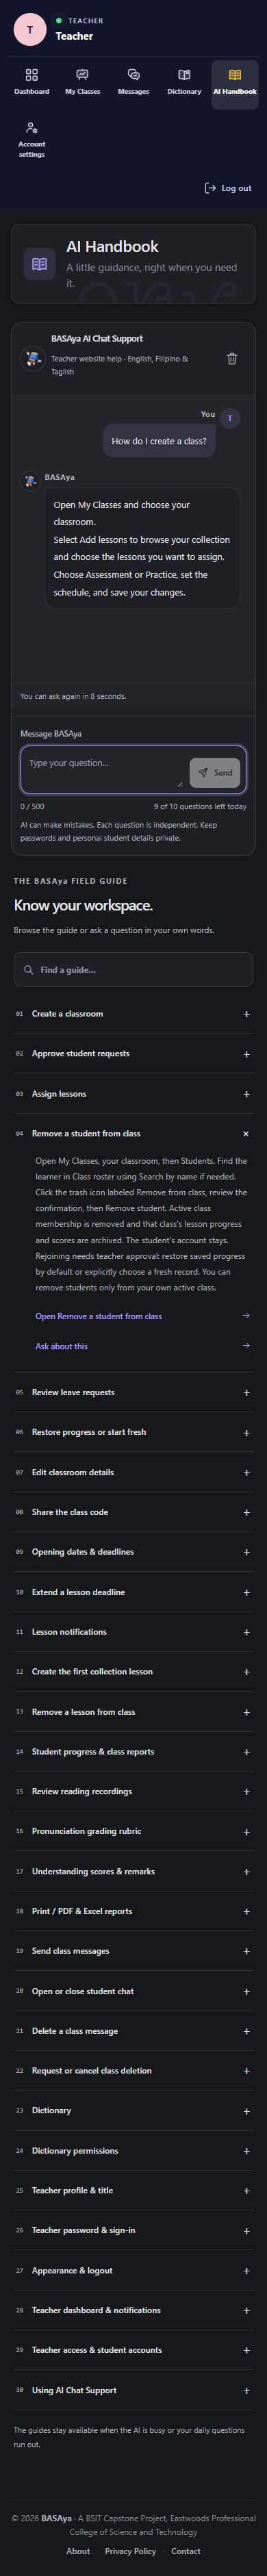 T
TEACHER
Teacher
Dashboard
My Classes
Messages
Dictionary
AI Handbook
Account
settings
Log out
AI Handbook
A little guidance, right when you need
it.
BASAya AI Chat Support
Teacher website help · English, Filipino &
Taglish
You
T
How do I create a class?
BASAya
Open My Classes and choose your
classroom.
Select Add lessons to browse your collection
and choose the lessons you want to assign.
Choose Assessment or Practice, set the
schedule, and save your changes.
You can ask again in 8 seconds.
Message BASAya
Type your question...
Send
0 / 500
9 of 10 questions left today
AI can make mistakes. Each question is independent. Keep
passwords and personal student details private.
THE BASAya FIELD GUIDE
Know your workspace.
Browse the guide or ask a question in your own words.
Find a guide...
01 Create a classroom +
02 Approve student requests +
03 Assign lessons +
04 Remove a student from class ×
Open My Classes, your classroom, then Students. Find the
learner in Class roster using Search by name if needed.
Click the trash icon labeled Remove from class, review the
confirmation, then Remove student. Active class
membership is removed and that class's lesson progress
and scores are archived. The student's account stays.
Rejoining needs teacher approval: restore saved progress
by default or explicitly choose a fresh record. You can
remove students only from your own active class.
Open Remove a student from class →
Ask about this →
05 Review leave requests +
06 Restore progress or start fresh +
07 Edit classroom details +
08 Share the class code +
09 Opening dates & deadlines +
10 Extend a lesson deadline +
11 Lesson notifications +
12 Create the first collection lesson +
13 Remove a lesson from class +
14 Student progress & class reports +
15 Review reading recordings +
16 Pronunciation grading rubric +
17 Understanding scores & remarks +
18 Print / PDF & Excel reports +
19 Send class messages +
20 Open or close student chat +
21 Delete a class message +
22 Request or cancel class deletion +
23 Dictionary +
24 Dictionary permissions +
25 Teacher profile & title +
26 Teacher password & sign-in +
27 Appearance & logout +
28 Teacher dashboard & notifications +
29 Teacher access & student accounts +
30 Using AI Chat Support +
The guides stay available when the AI is busy or your daily questions
run out.
© 2026 BASAya · A BSIT Capstone Project, Eastwoods Professional
College of Science and Technology
About · Privacy Policy · Contact